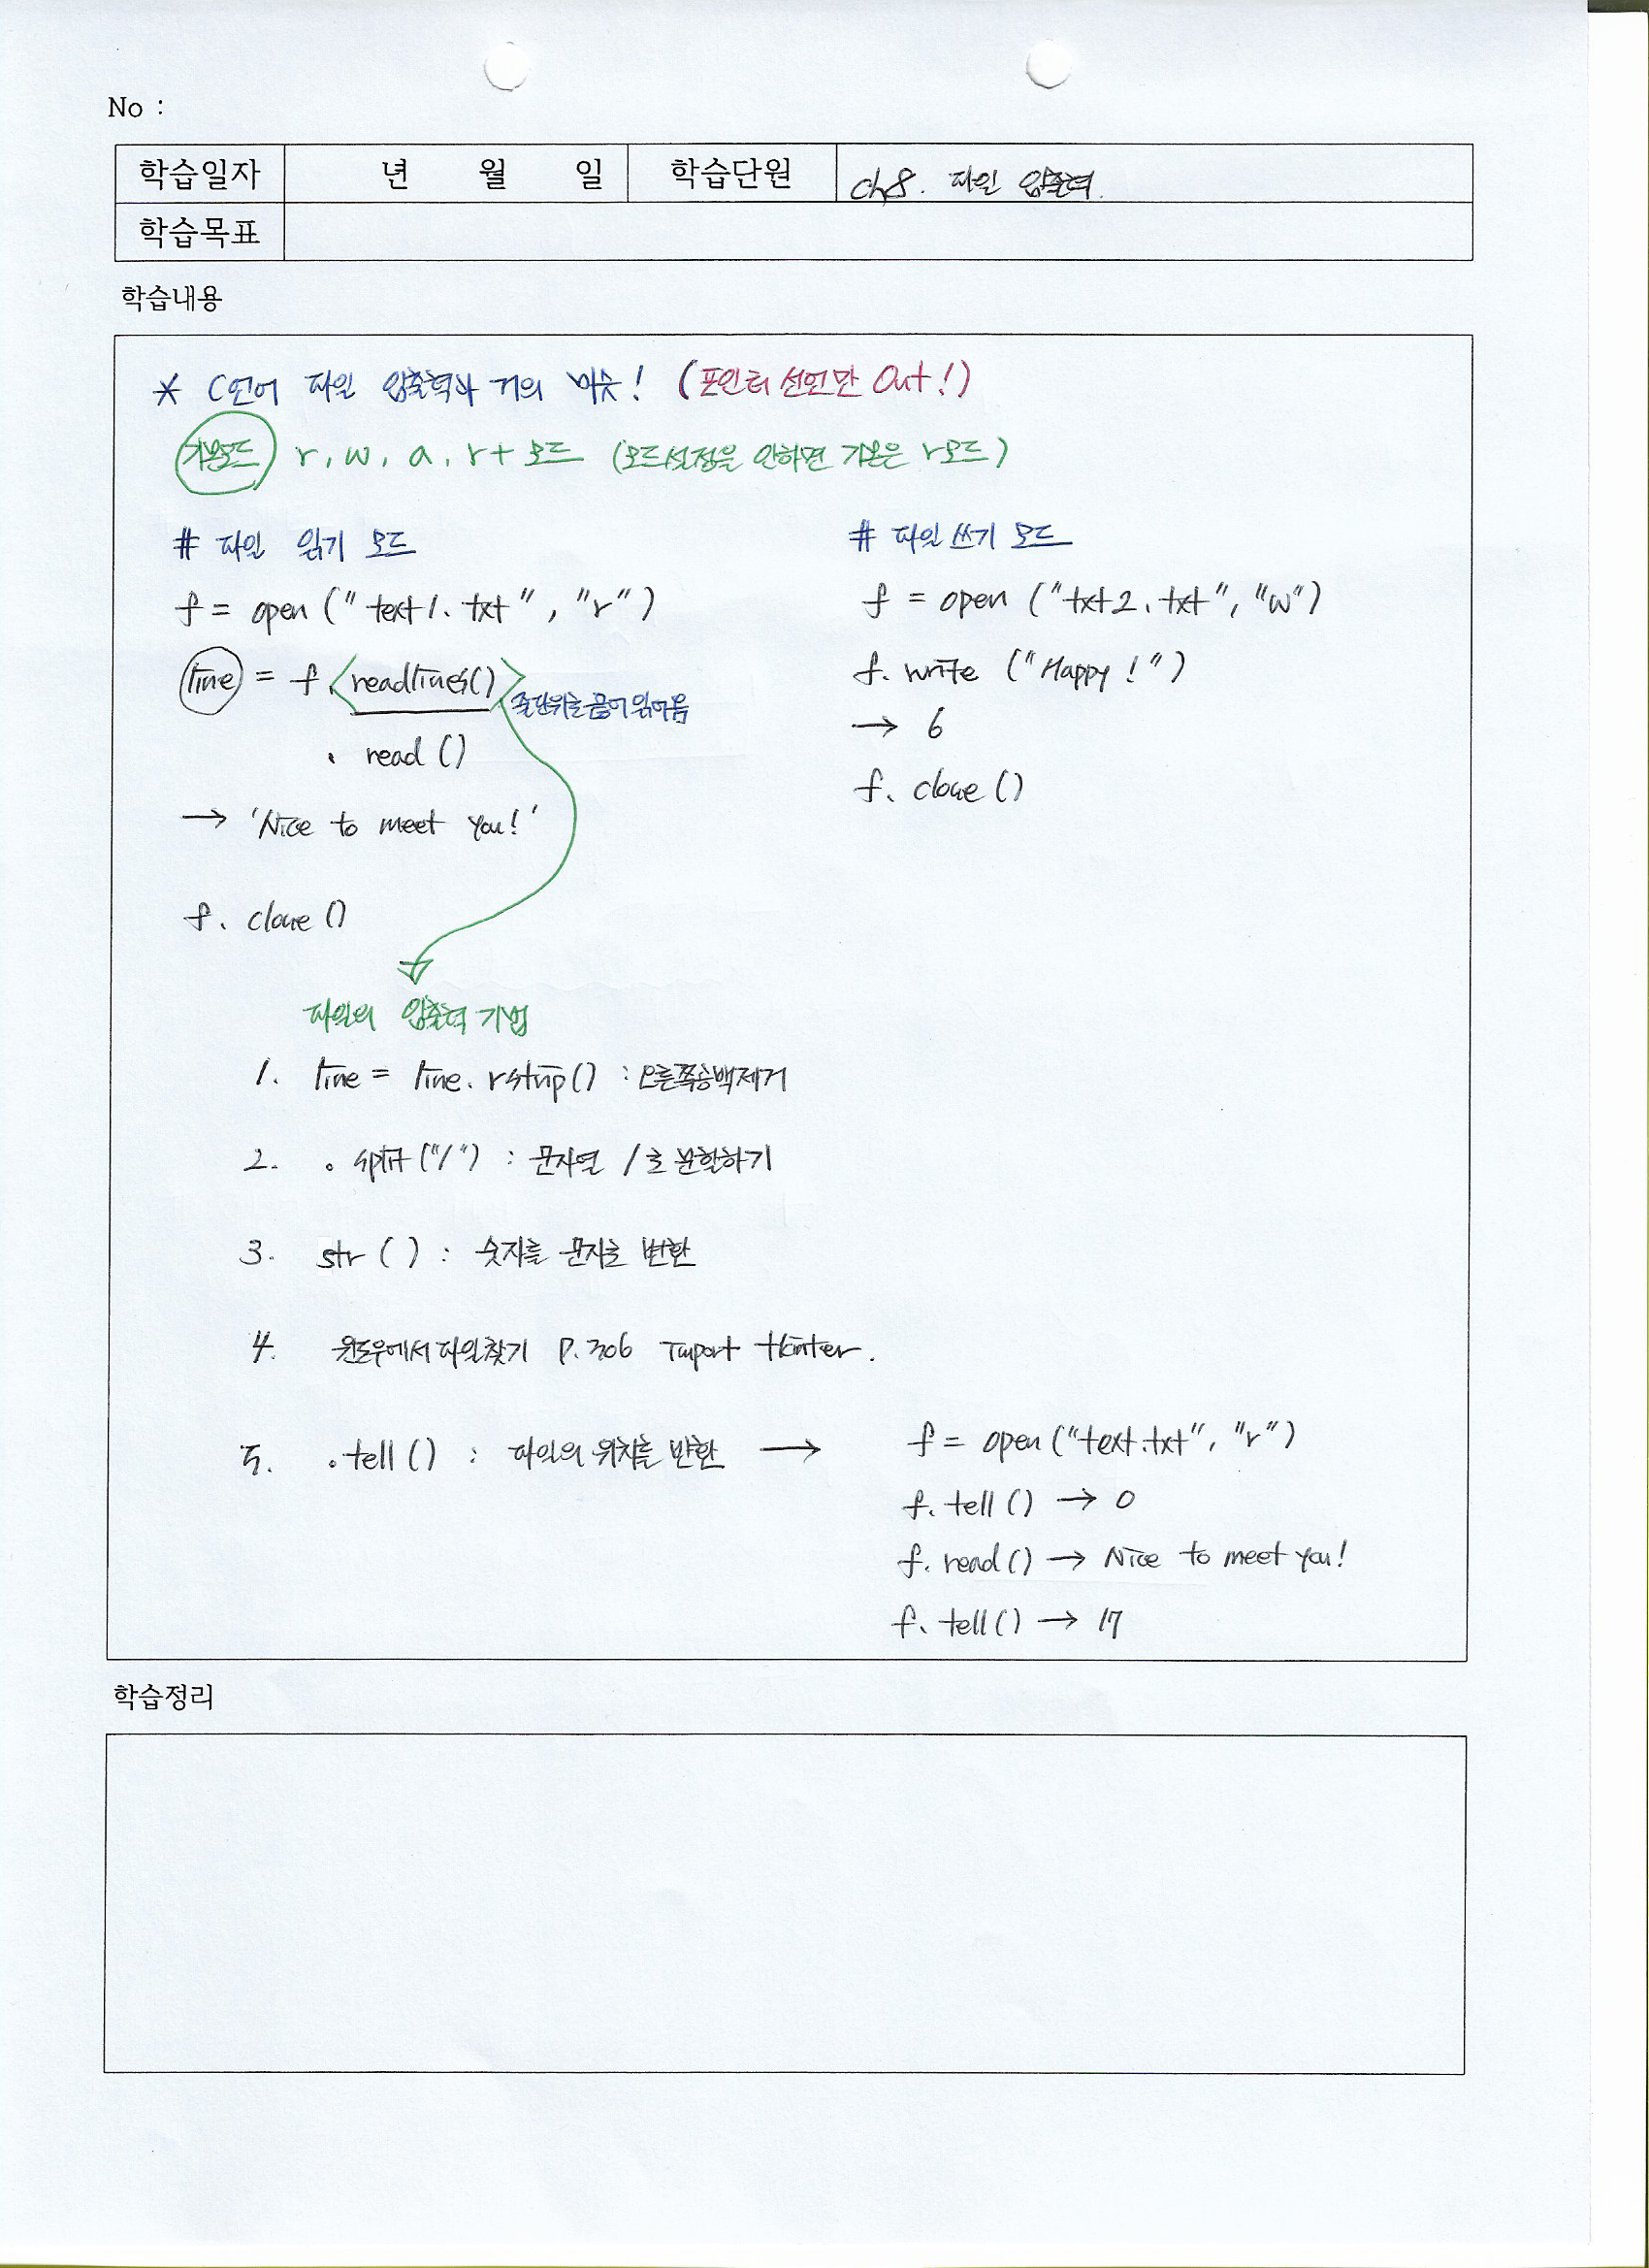 No :
학습일자 년 월 일 학습단원 ch8. 파일 입출력.
학습목표
학습내용
* C언어 파일 입출력과 거의 비슷! (포인터 선언만 Out!)
기본모드 r, w, a, r+ 모드 (모드설정을 안하면 기본은 r모드)
# 파일 읽기 모드
f = open ("text1.txt", "r")
line = f.readlines() 줄단위로 끊어 읽어옴
. read ()
→ 'Nice to meet you!'
f. close ()
# 파일 쓰기 모드
f = open ("txt2.txt", "w")
f. write ("Happy!")
→ 6
f. close ()
파일의 입출력 기법
1. line = line. rstrip() : 오른쪽공백제거
2. . split("/") : 문자열 /로 분할하기
3. str ( ) : 숫자를 문자로 변환
4. 윈도우에서 파일찾기 P.306 Import tkinter.
5. .tell () : 파일의 위치를 반환 →
f = open ("text.txt", "r")
f. tell () → 0
f. read () → Nice to meet you!
f. tell () → 17
학습정리